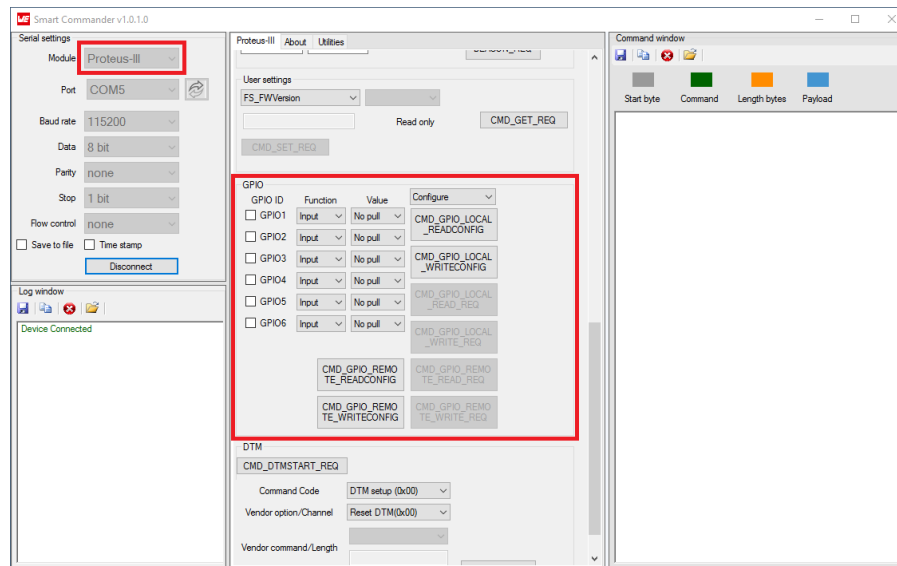 Smart Commander v1.0.1.0
Serial settings
Module Proteus-III
Port COM5
Baud rate 115200
Data 8 bit
Parity none
Stop 1 bit
Flow control none
Save to file Time stamp
Disconnect
Log window
Device Connected
Proteus-III About Utilities
User settings
FS_FWVersion
Read only CMD_GET_REQ
CMD_SET_REQ
GPIO
GPIO ID Function Value Configure
GPIO1 Input No pull
GPIO2 Input No pull
GPIO3 Input No pull
GPIO4 Input No pull
GPIO5 Input No pull
GPIO6 Input No pull
CMD_GPIO_LOCAL
_READCONFIG
CMD_GPIO_LOCAL
_WRITECONFIG
CMD_GPIO_LOCAL
_READ_REQ
CMD_GPIO_LOCAL
_WRITE_REQ
CMD_GPIO_REMO
TE_READCONFIG
CMD_GPIO_REMO
TE_READ_REQ
CMD_GPIO_REMO
TE_WRITECONFIG
CMD_GPIO_REMO
TE_WRITE_REQ
DTM
CMD_DTMSTART_REQ
Command Code DTM setup (0x00)
Vendor option/Channel Reset DTM(0x00)
Vendor command/Length
Command window
Start byte Command Length bytes Payload